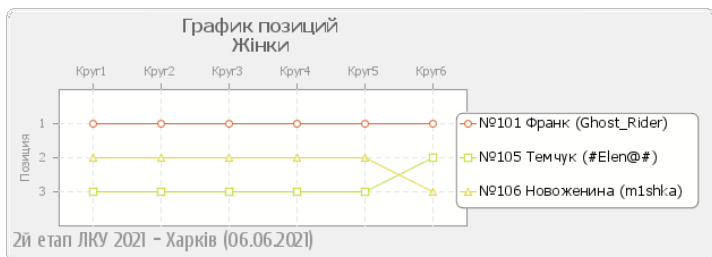 График позиций
Жінки
Круг1 Круг2 Круг3 Круг4 Круг5 Круг6
Позиция
1
2
3
№101 Франк (Ghost_Rider)
№105 Темчук (#Elen@#)
№106 Новоженина (m1shka)
2й етап ЛКУ 2021 - Харків (06.06.2021)